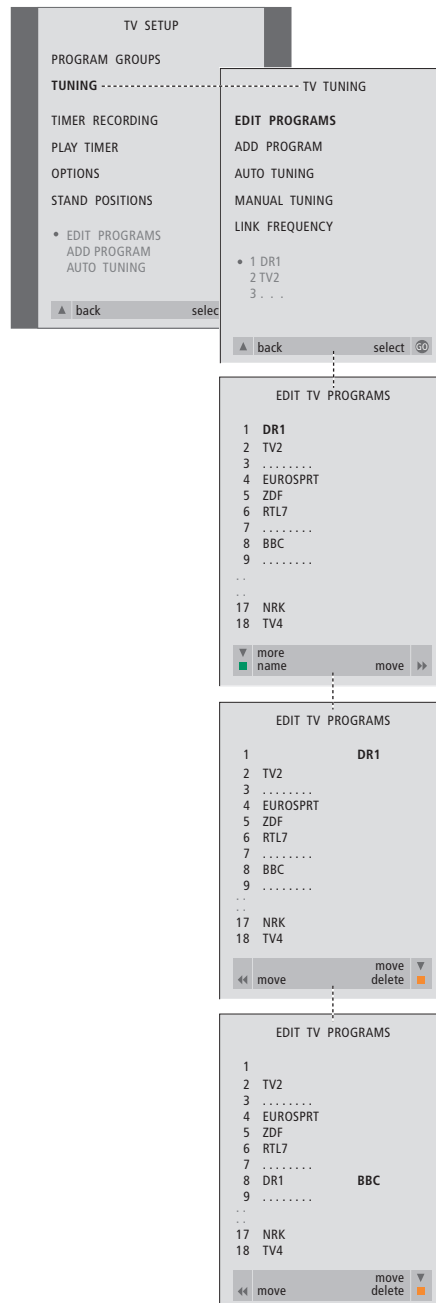 TV SETUP
PROGRAM GROUPS
TUNING
TIMER RECORDING
PLAY TIMER
OPTIONS
STAND POSITIONS
• EDIT PROGRAMS
ADD PROGRAM
AUTO TUNING
▲ back selec
TV TUNING
EDIT PROGRAMS
ADD PROGRAM
AUTO TUNING
MANUAL TUNING
LINK FREQUENCY
• 1 DR1
2 TV2
3 . . .
▲ back select GO
EDIT TV PROGRAMS
1 DR1
2 TV2
3 . . . . . . . .
4 EUROSPRT
5 ZDF
6 RTL7
7 . . . . . . . .
8 BBC
9 . . . . . . . .
. .
. .
17 NRK
18 TV4
▼ more
name move
EDIT TV PROGRAMS
1 DR1
2 TV2
3 . . . . . . . .
4 EUROSPRT
5 ZDF
6 RTL7
7 . . . . . . . .
8 BBC
9 . . . . . . . .
. .
. .
17 NRK
18 TV4
move ▼
move delete
EDIT TV PROGRAMS
1
2 TV2
3 . . . . . . . .
4 EUROSPRT
5 ZDF
6 RTL7
7 . . . . . . . .
8 DR1 BBC
9 . . . . . . . .
. .
. .
17 NRK
18 TV4
move ▼
move delete